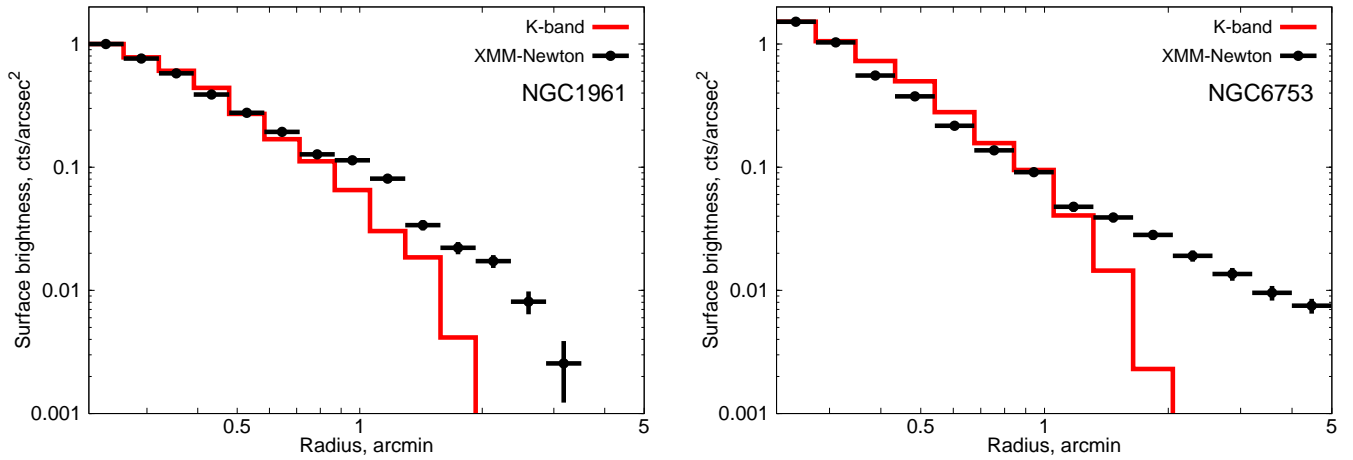 K-band
XMM-Newton
NGC1961
Surface brightness, cts/arcsec²
1
0.1
0.01
0.001
0.5
1
2
5
Radius, arcmin
K-band
XMM-Newton
NGC6753
Surface brightness, cts/arcsec²
1
0.1
0.01
0.001
0.5
1
2
5
Radius, arcmin